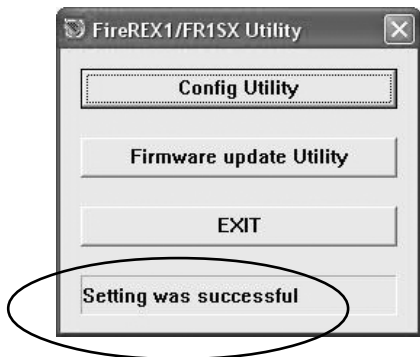 FireREX1/FR1SX Utility
Config Utility
Firmware update Utility
EXIT
Setting was successful